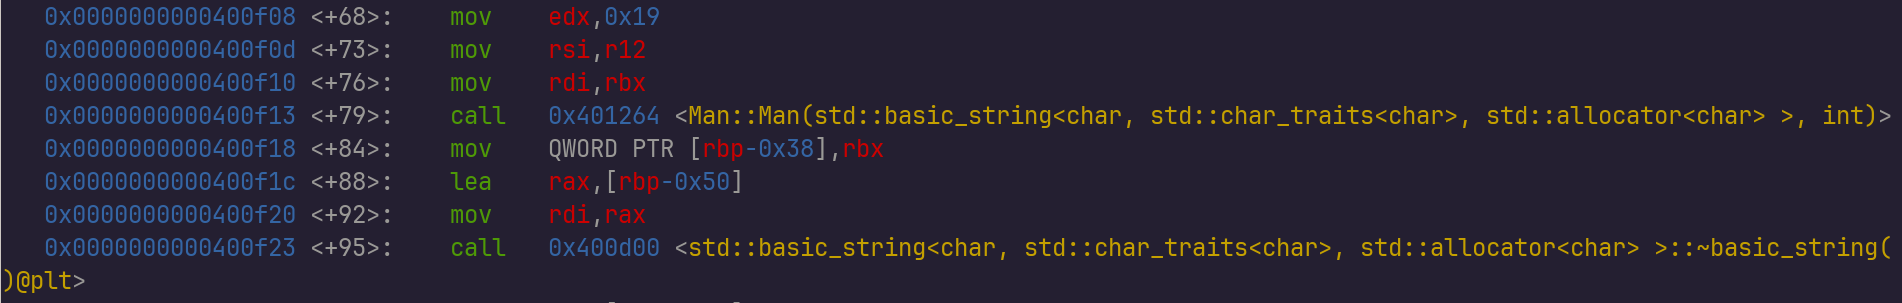 0x0000000000400f08 <+68>:    mov    edx,0x19
0x0000000000400f0d <+73>:    mov    rsi,r12
0x0000000000400f10 <+76>:    mov    rdi,rbx
0x0000000000400f13 <+79>:    call   0x401264 <Man::Man(std::basic_string<char, std::char_traits<char>, std::allocator<char> >, int)>
0x0000000000400f18 <+84>:    mov    QWORD PTR [rbp-0x38],rbx
0x0000000000400f1c <+88>:    lea    rax,[rbp-0x50]
0x0000000000400f20 <+92>:    mov    rdi,rax
0x0000000000400f23 <+95>:    call   0x400d00 <std::basic_string<char, std::char_traits<char>, std::allocator<char> >::~basic_string(
)@plt>